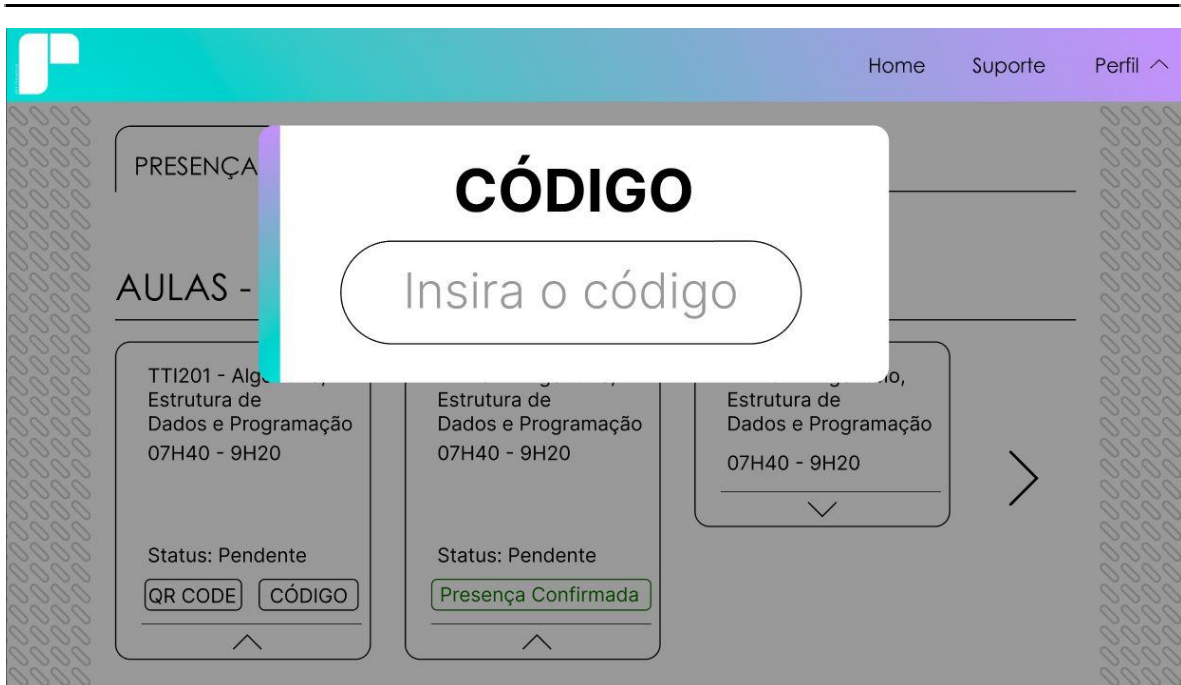 Home Suporte Perfil
PRESENÇA
CÓDIGO
Insira o código
AULAS -
TTI201 -
Estrutura de
Dados e Programação
07H40 - 9H20
Status: Pendente
QR CODE CÓDIGO
Estrutura de
Dados e Programação
07H40 - 9H20
Status: Pendente
Presença Confirmada
Estrutura de
Dados e Programação
07H40 - 9H20